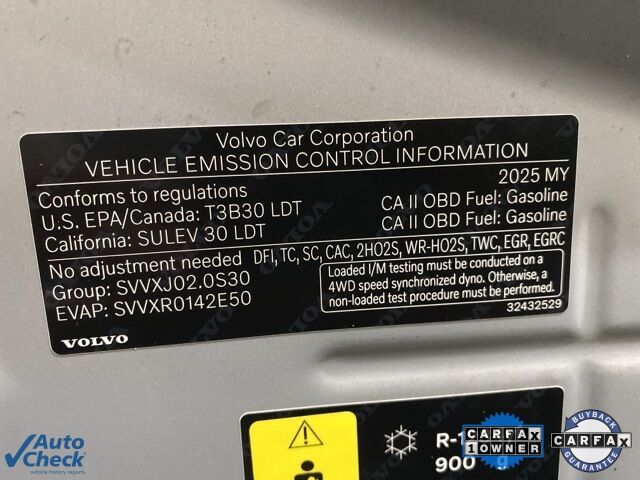 Volvo Car Corporation
VEHICLE EMISSION CONTROL INFORMATION
Conforms to regulations 2025 MY
U.S. EPA/Canada: T3B30 LDT CA II OBD Fuel: Gasoline
California: SULEV 30 LDT CA II OBD Fuel: Gasoline
No adjustment needed DFI, TC, SC, CAC, 2HO2S, WR-HO2S, TWC, EGR, EGRC
Group: SVVXJ02.0S30
EVAP: SVVXR0142E50
Loaded I/M testing must be conducted on a
4WD speed synchronized dyno. Otherwise, a
non-loaded test procedure must be performed.
32432529
VOLVO
900 g
Auto
Check
vehicle history reports
CARFAX
1OWNER
BUYBACK
CARFAX
GUARANTEE